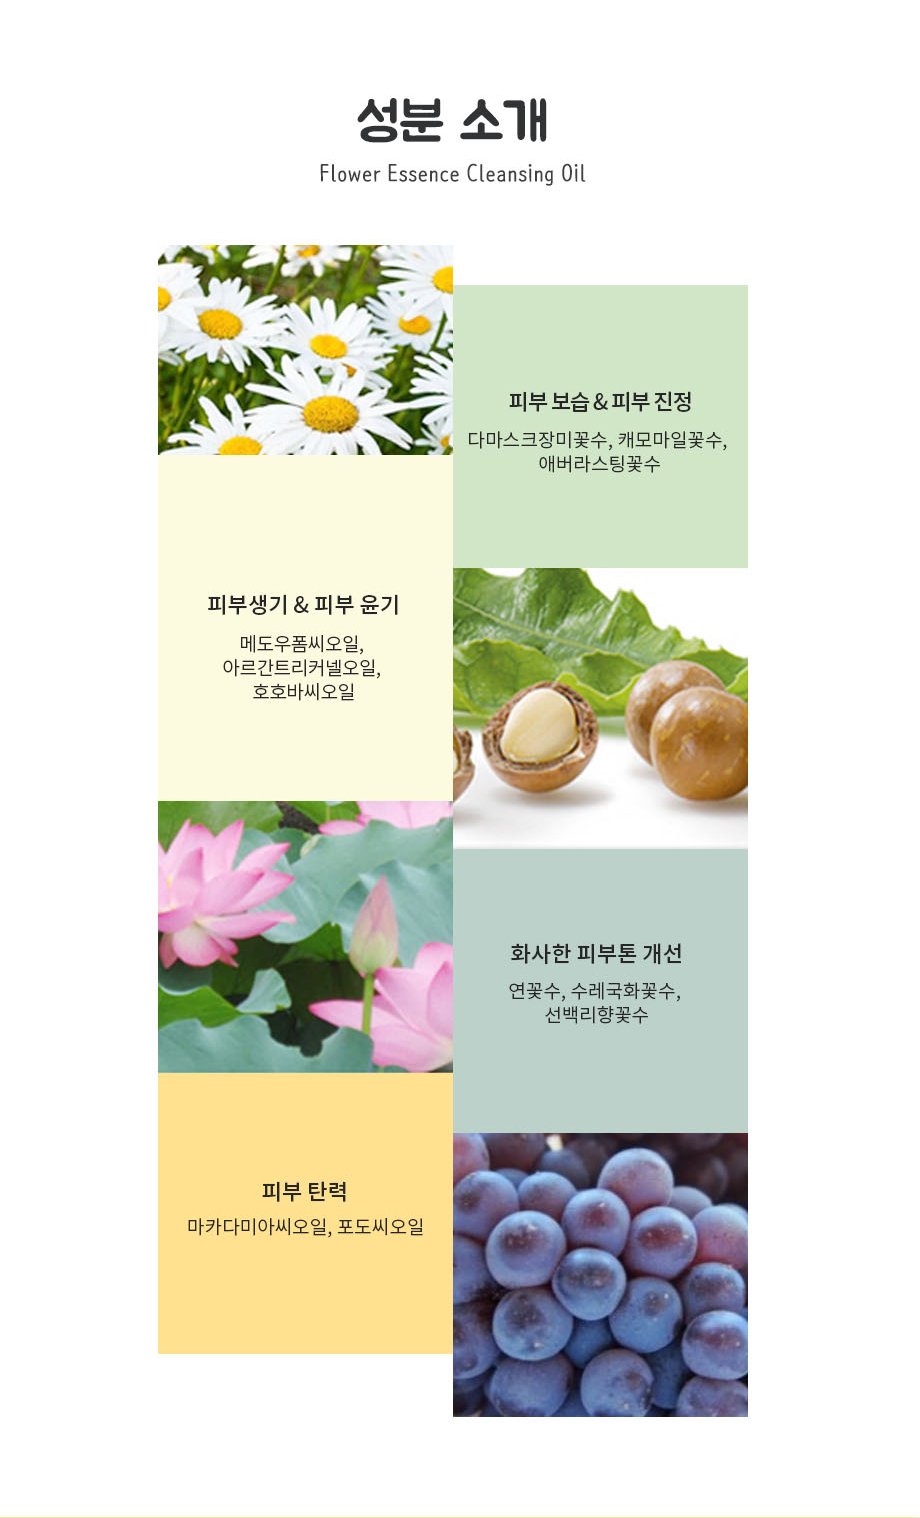 성분 소개
Flower Essence Cleansing Oil
피부 보습 & 피부 진정
다마스크장미꽃수, 캐모마일꽃수,
애버라스팅꽃수
피부생기 & 피부 윤기
메도우폼씨오일,
아르간트리커넬오일,
호호바씨오일
화사한 피부톤 개선
연꽃수, 수레국화꽃수,
선백리향꽃수
피부 탄력
마카다미아씨오일, 포도씨오일